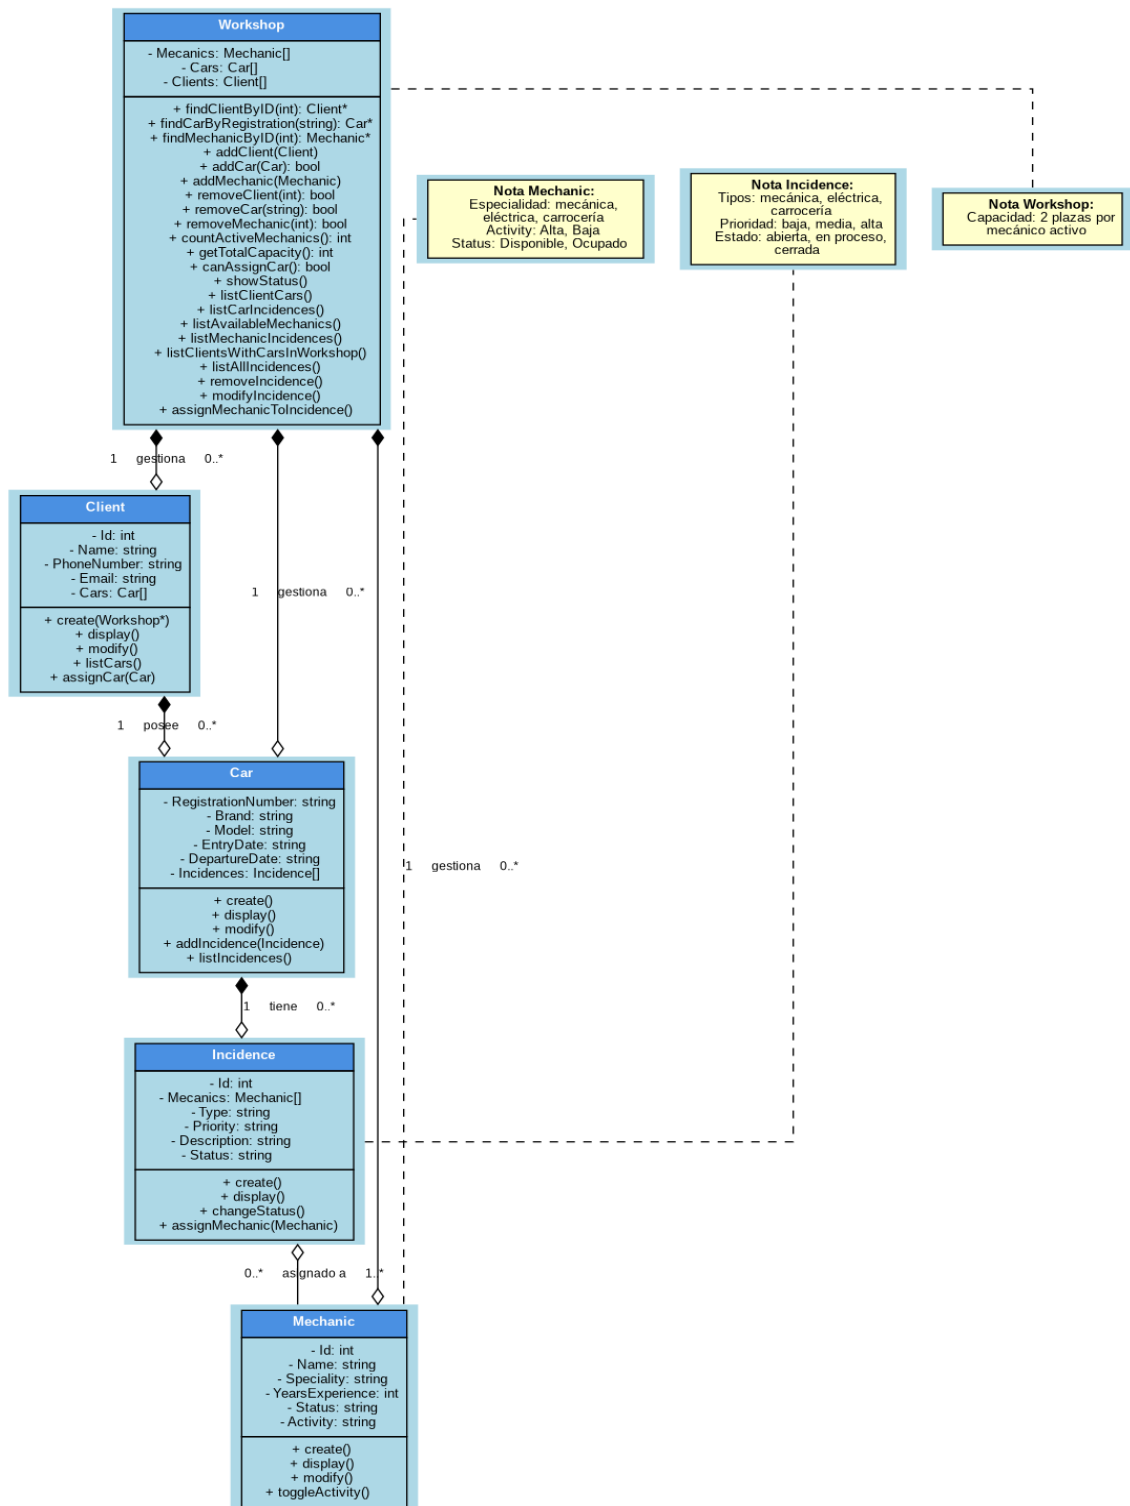 Workshop
- Mecanics: Mechanic[]
- Cars: Car[]
- Clients: Client[]
+ findClientByID(int): Client*
+ findCarByRegistration(string): Car*
+ findMechanicByID(int): Mechanic*
+ addClient(Client)
+ addCar(Car): bool
+ addMechanic(Mechanic)
+ removeClient(int): bool
+ removeCar(string): bool
+ removeMechanic(int): bool
+ countActiveMechanics(): int
+ getTotalCapacity(): int
+ canAssignCar(): bool
+ showStatus()
+ listClientCars()
+ listCarIncidences()
+ listAvailableMechanics()
+ listMechanicIncidences()
+ listClientsWithCarsInWorkshop()
+ listAllIncidences()
+ removeIncidence()
+ modifyIncidence()
+ assignMechanicToIncidence()
Nota Mechanic:
Especialidad: mecánica,
eléctrica, carrocería
Activity: Alta, Baja
Status: Disponible, Ocupado
Nota Incidence:
Tipos: mecánica, eléctrica,
carrocería
Prioridad: baja, media, alta
Estado: abierta, en proceso,
cerrada
Nota Workshop:
Capacidad: 2 plazas por
mecánico activo
1 gestiona 0..*
Client
- Id: int
- Name: string
- PhoneNumber: string
- Email: string
- Cars: Car[]
+ create(Workshop*)
+ display()
+ modify()
+ listCars()
+ assignCar(Car)
1 gestiona 0..*
1 posee 0..*
Car
- RegistrationNumber: string
- Brand: string
- Model: string
- EntryDate: string
- DepartureDate: string
- Incidences: Incidence[]
+ create()
+ display()
+ modify()
+ addIncidence(Incidence)
+ listIncidences()
1 gestiona 0..*
1 tiene 0..*
Incidence
- Id: int
- Mecanics: Mechanic[]
- Type: string
- Priority: string
- Description: string
- Status: string
+ create()
+ display()
+ changeStatus()
+ assignMechanic(Mechanic)
0..* asignado a 1..*
Mechanic
- Id: int
- Name: string
- Speciality: string
- YearsExperience: int
- Status: string
- Activity: string
+ create()
+ display()
+ modify()
+ toggleActivity()